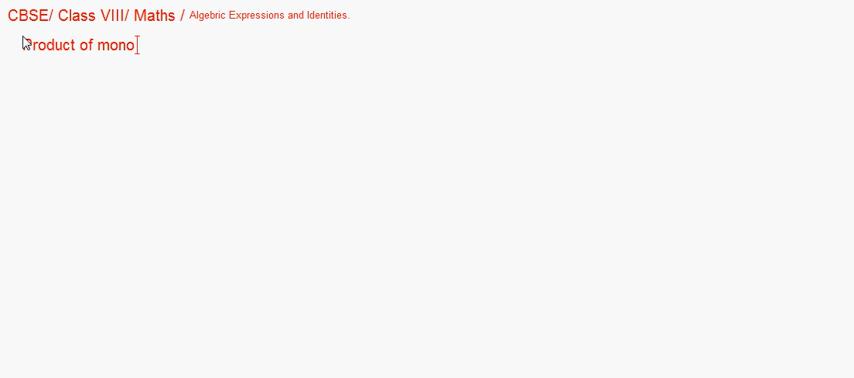 CBSE/ Class VIII/ Maths / Algebric Expressions and Identities.
Product of mono